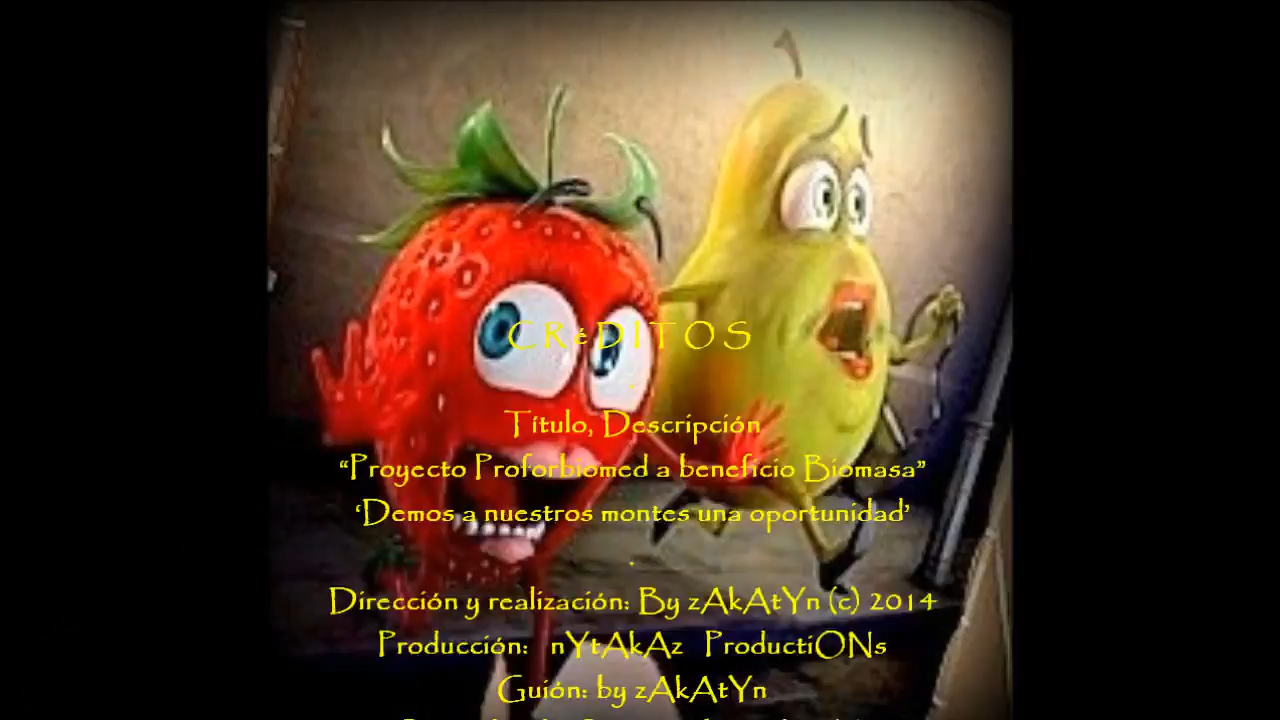 CRéDITOS
.
Título, Descripción
“Proyecto Proforbiomed a beneficio Biomasa”
‘Demos a nuestros montes una oportunidad’
.
Dirección y realización: By zAkAtYn (c) 2014
Producción: nYtAkAz ProductiONs
Guión: by zAkAtYn